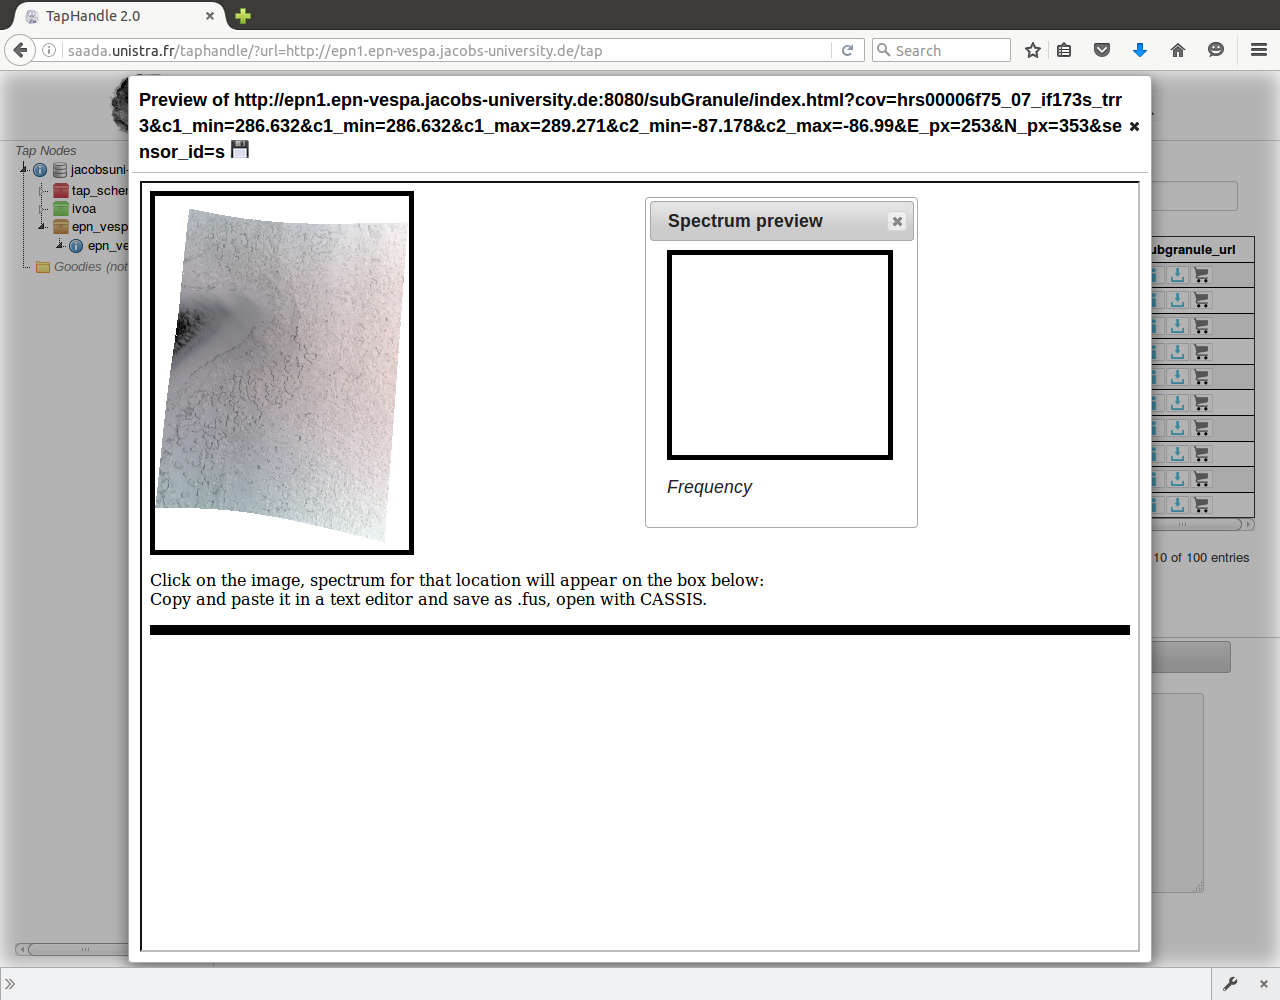 TapHandle 2.0
saada.unistra.fr/taphandle/?url=http://epn1.epn-vespa.jacobs-university.de/tap
Search
Preview of http://epn1.epn-vespa.jacobs-university.de:8080/subGranule/index.html?cov=hrs00006f75_07_if173s_trr
3&c1_min=286.632&c1_min=286.632&c1_max=289.271&c2_min=-87.178&c2_max=-86.99&E_px=253&N_px=353&se
nsor_id=s
Tap Nodes
jacobsuni-
tap_scher
ivoa
epn_vesp
epn_ve
Goodies (not
Spectrum preview
Frequency
ubgranule_url
10 of 100 entries
Click on the image, spectrum for that location will appear on the box below:
Copy and paste it in a text editor and save as .fus, open with CASSIS.